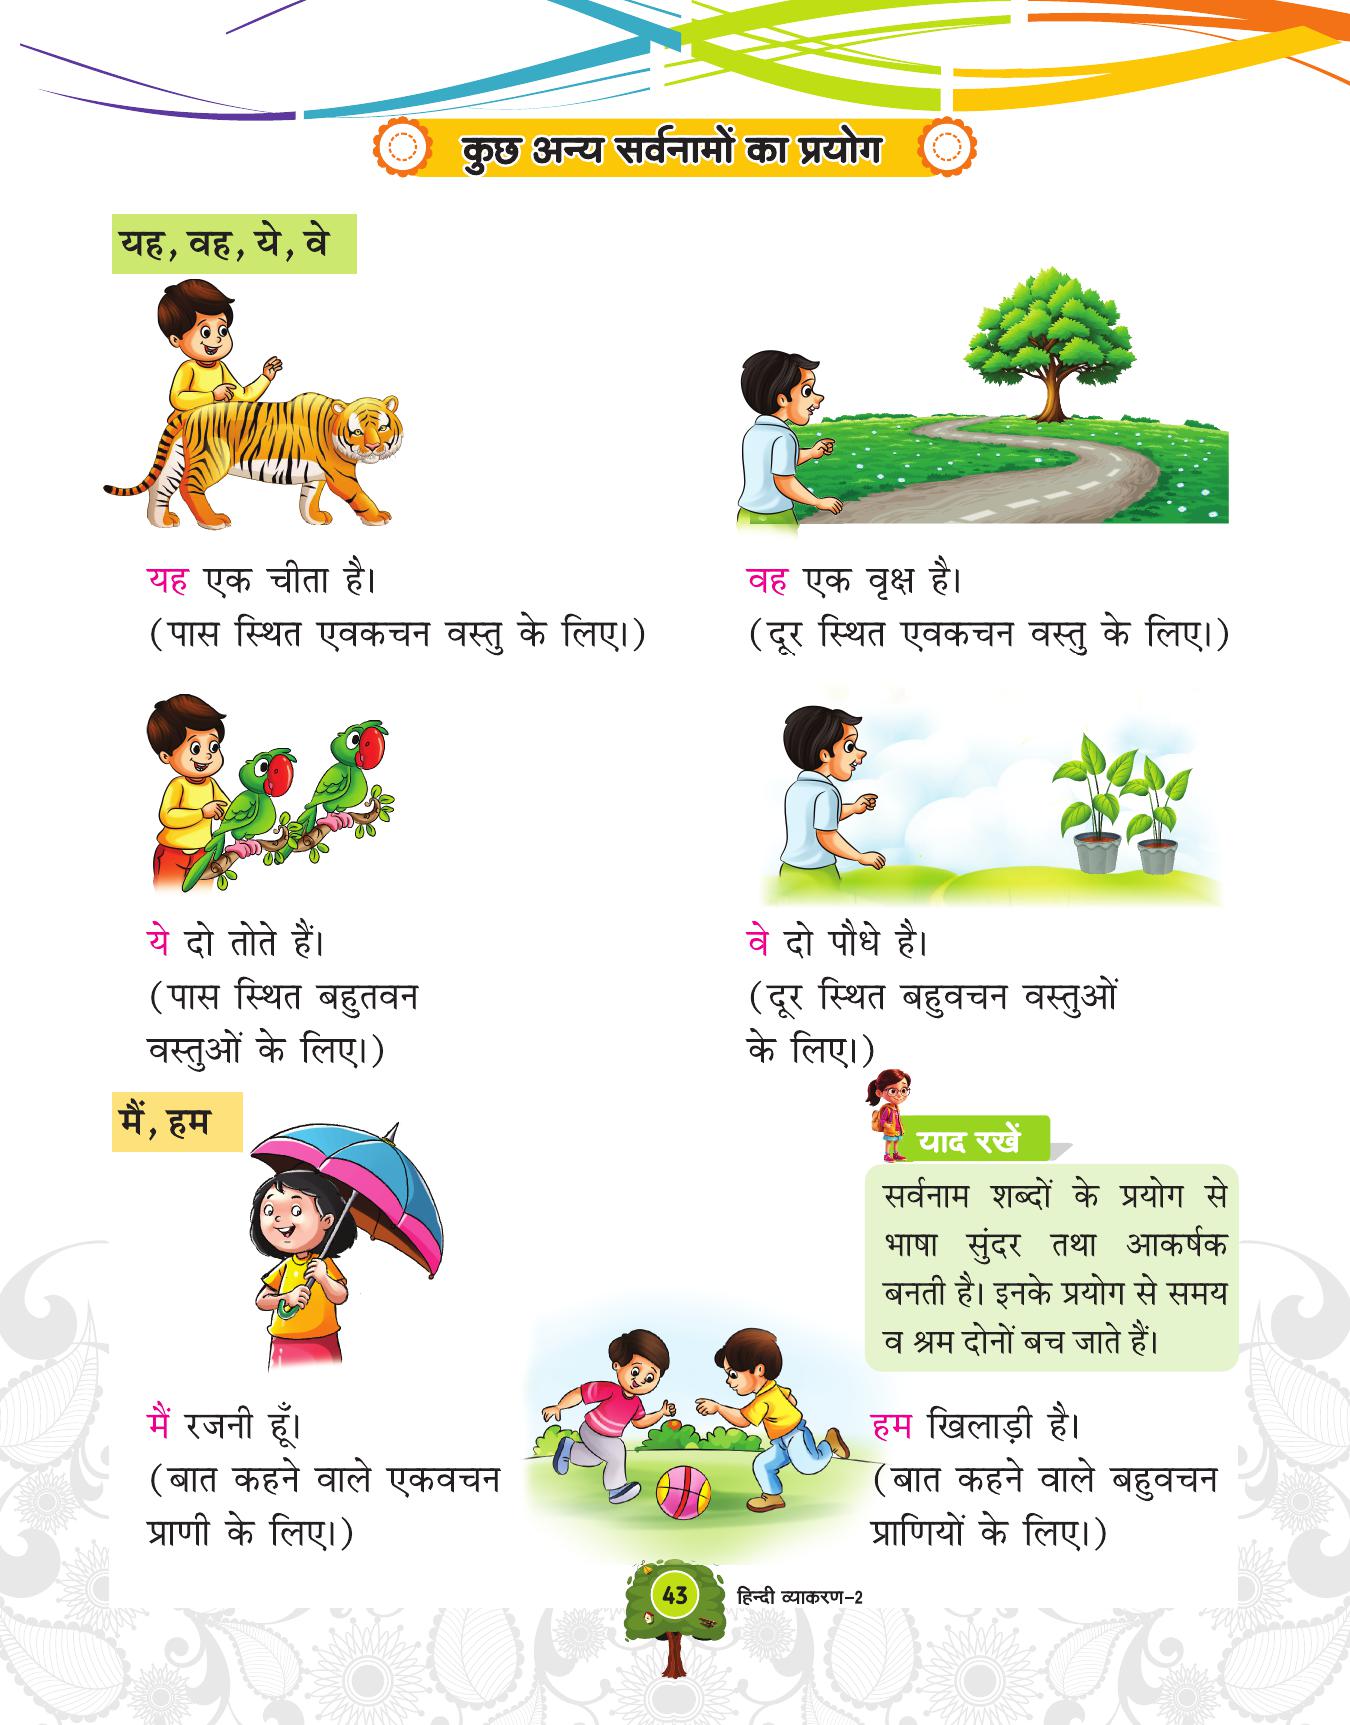 कुछ अन्य सर्वनामों का प्रयोग
यह, वह, ये, वे
यह एक चीता है।
(पास स्थित एवकचन वस्तु के लिए।)
वह एक वृक्ष है।
(दूर स्थित एवकचन वस्तु के लिए।)
ये दो तोते हैं।
(पास स्थित बहुतवन
वस्तुओं के लिए।)
वे दो पौधे है।
(दूर स्थित बहुवचन वस्तुओं
के लिए।)
मैं, हम
याद रखें
सर्वनाम शब्दों के प्रयोग से
भाषा सुंदर तथा आकर्षक
बनती है। इनके प्रयोग से समय
व श्रम दोनों बच जाते हैं।
मैं रजनी हूँ।
(बात कहने वाले एकवचन
प्राणी के लिए।)
हम खिलाड़ी है।
(बात कहने वाले बहुवचन
प्राणियों के लिए।)
43 हिन्दी व्याकरण-2